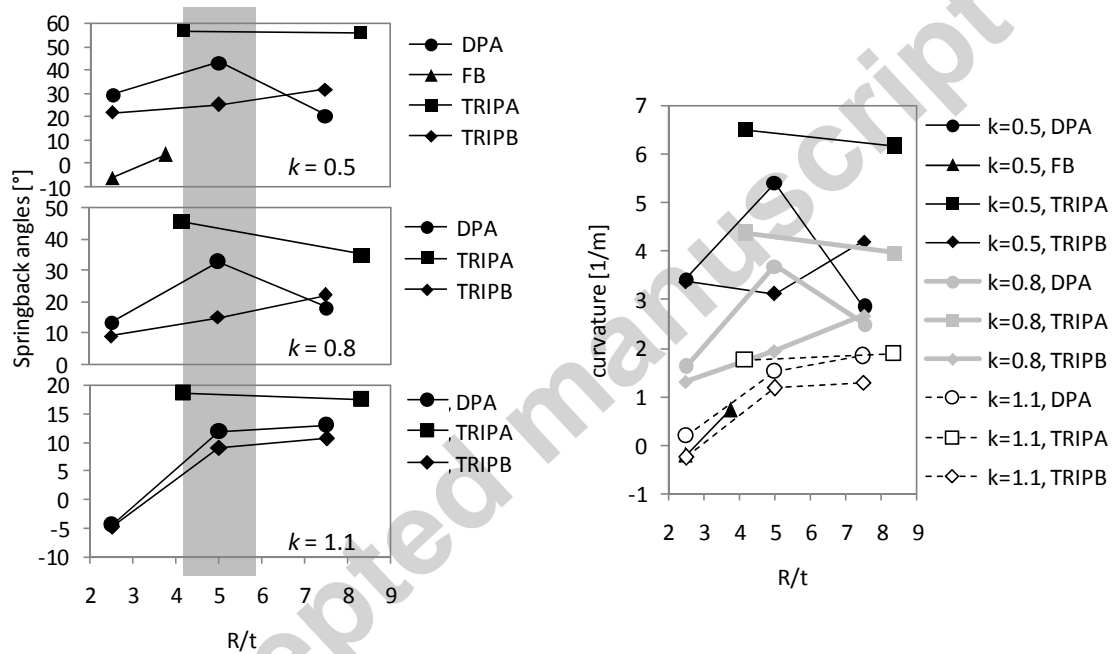 Springback angles [°]
60
50
40
30
20
10
0
-10
k = 0.5
DPA
FB
TRIPA
TRIPB
50
40
30
20
10
0
k = 0.8
DPA
TRIPA
TRIPB
20
15
10
5
0
-5
-10
k = 1.1
DPA
TRIPA
TRIPB
2 3 4 5 6 7 8 9
R/t
curvature [1/m]
7
6
5
4
3
2
1
0
-1
2 3 4 5 6 7 8 9
R/t
k=0.5, DPA
k=0.5, FB
k=0.5, TRIPA
k=0.5, TRIPB
k=0.8, DPA
k=0.8, TRIPA
k=0.8, TRIPB
k=1.1, DPA
k=1.1, TRIPA
k=1.1, TRIPB
epted manuscript